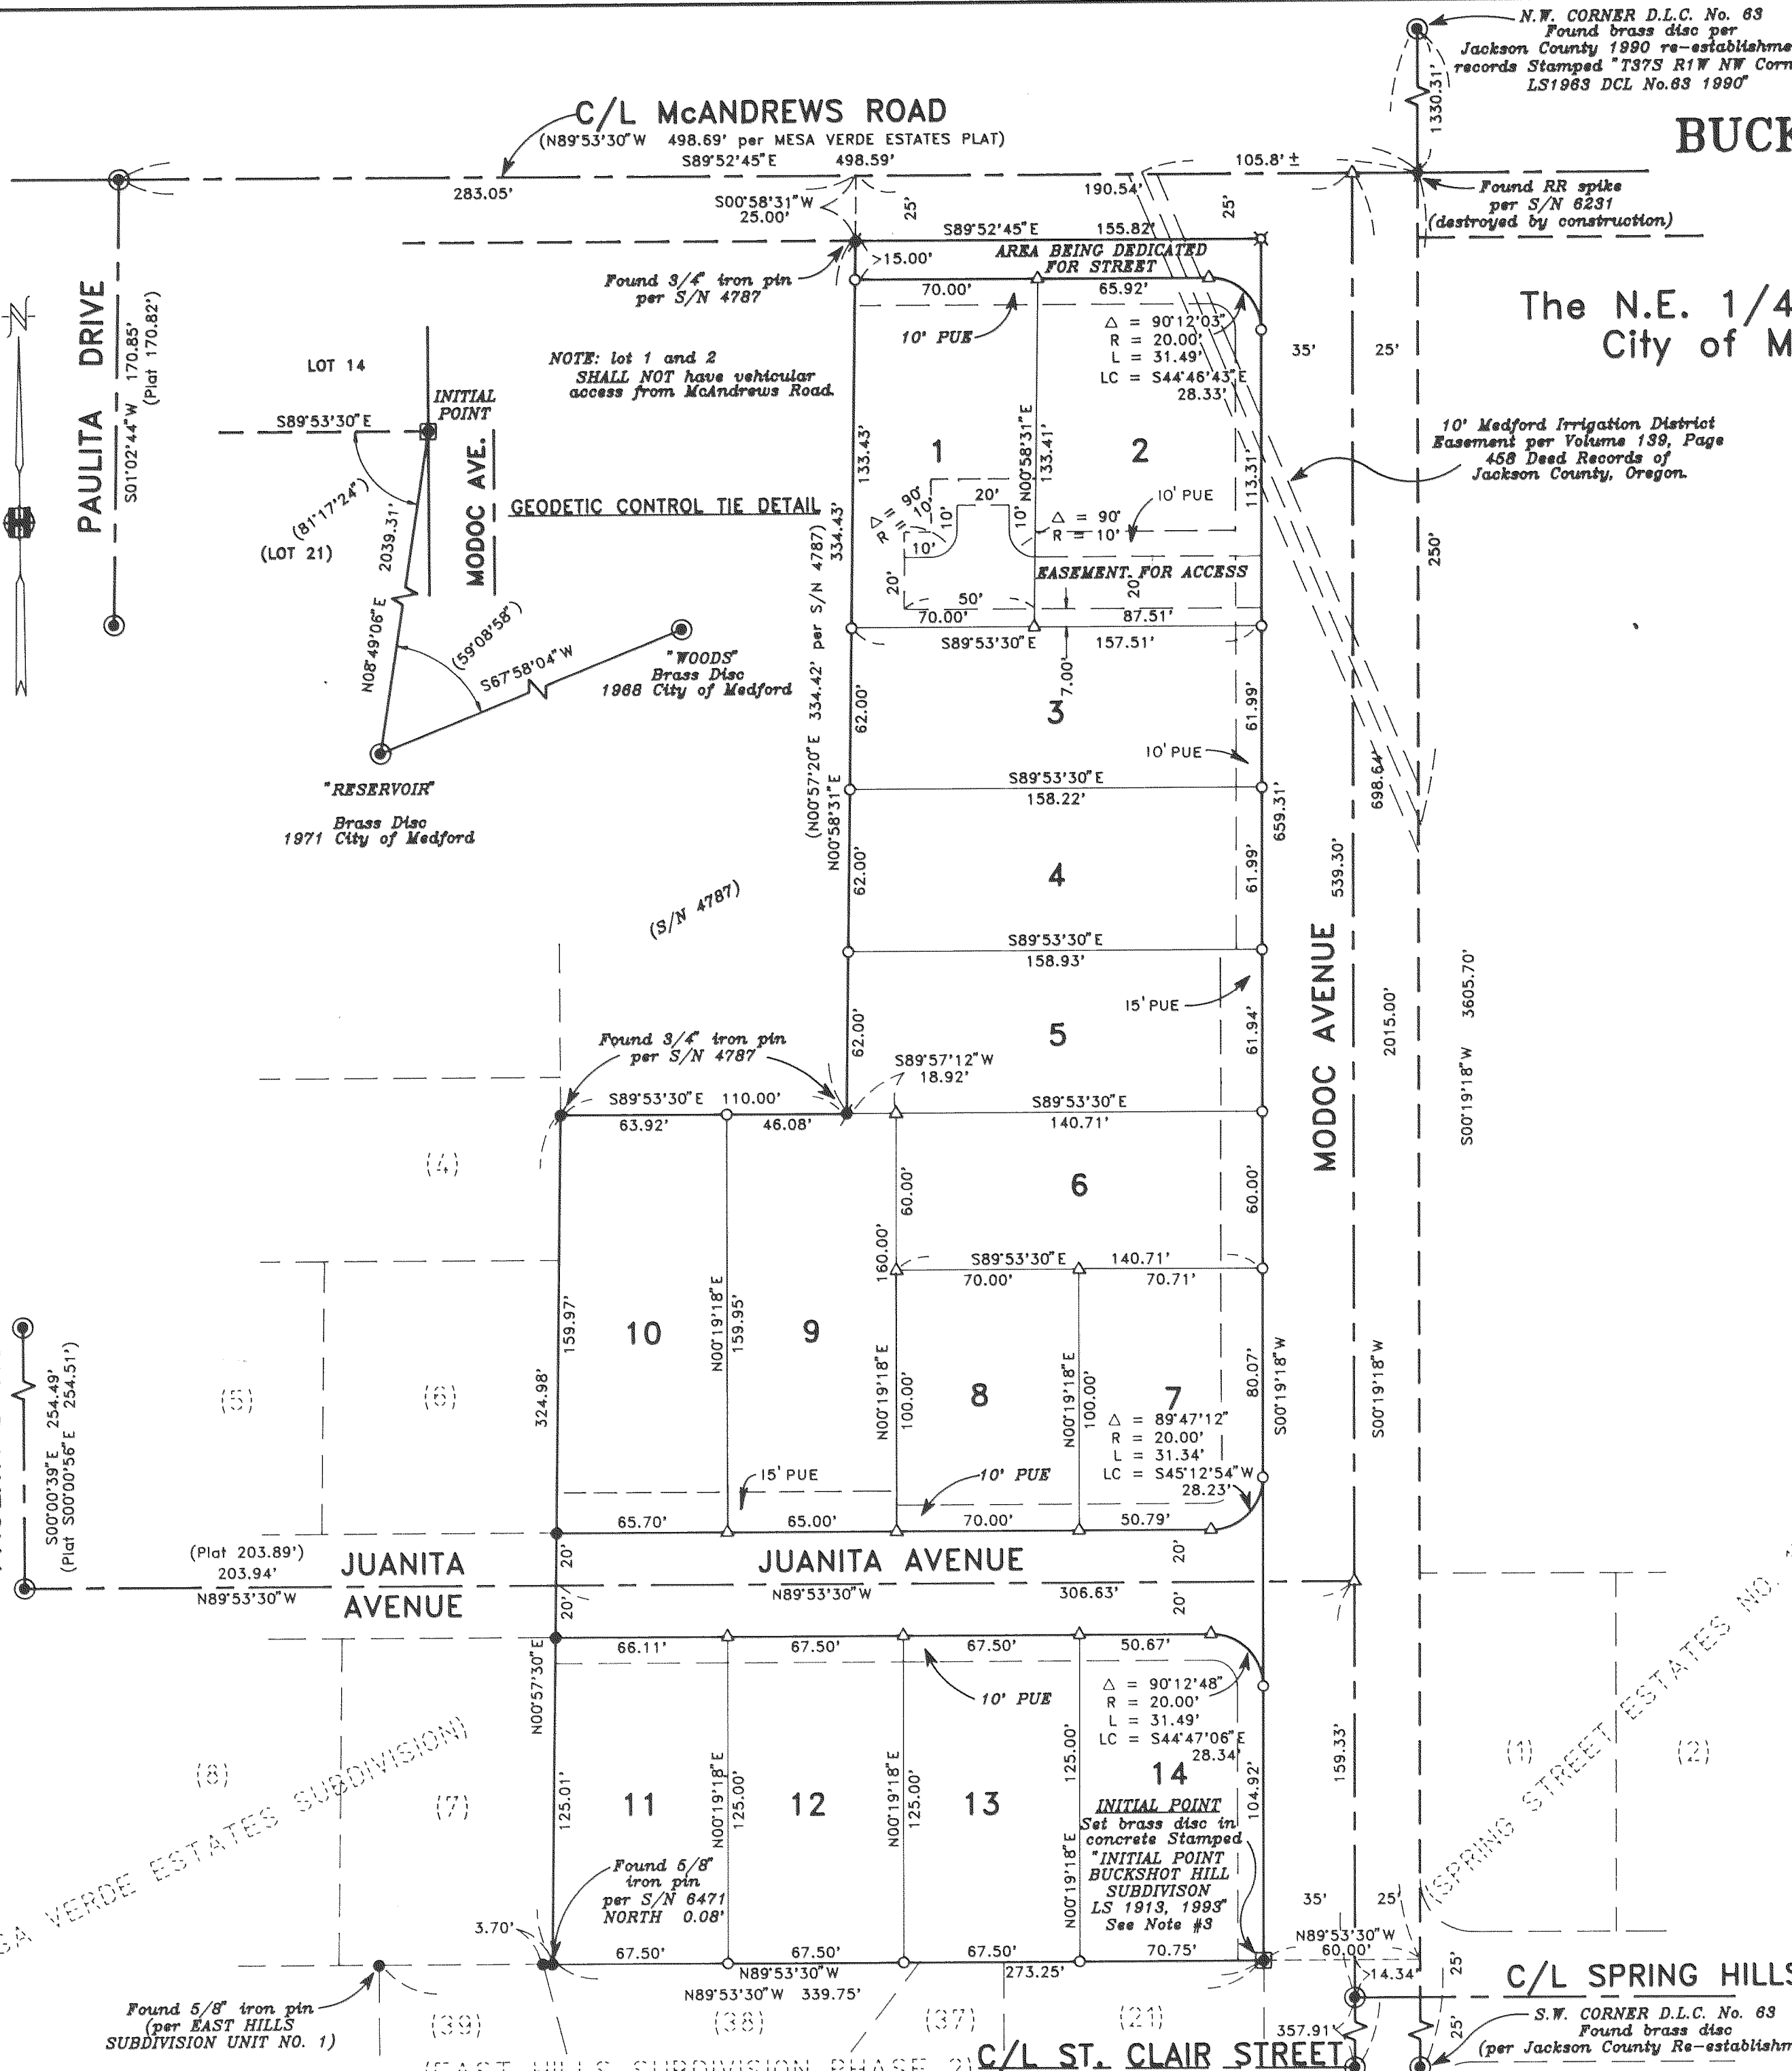 N.W. CORNER D.L.C. No. 63
Found brass disc per
Jackson County 1990 re-establishme
records Stamped "T37S R1W NW Corn
LS1963 DCL No.63 1990"
1330.31'
BUCK
C/L McANDREWS ROAD
(N89°53'30"W 498.69' per MESA VERDE ESTATES PLAT)
S89°52'45"E 498.59'
283.05'
190.54'
105.8' ±
S00°58'31"W
25.00'
25'
25'
Found RR spike
per S/N 6231
(destroyed by construction)
S89°52'45"E 155.82'
AREA BEING DEDICATED
FOR STREET
>15.00'
Found 3/4" iron pin
per S/N 4787
70.00'
65.92'
10' PUE
Δ = 90°12'03"
R = 20.00'
L = 31.49'
LC = S44°46'43"E
28.33'
35'
25'
The N.E. 1/4
City of M
N
PAULITA DRIVE
S01°02'44"W 170.85'
(Plat 170.82')
LOT 14
INITIAL
POINT
S89°53'30"E
(81°17'24")
(LOT 21)
2039.31'
N08°49'06"E
MODOC AVE.
(59°08'58")
S67°58'04"W
GEODETIC CONTROL TIE DETAIL
"WOODS"
Brass Disc
1968 City of Medford
"RESERVOIR"
Brass Disc
1971 City of Medford
NOTE: lot 1 and 2
SHALL NOT have vehicular
access from McAndrews Road.
10' Medford Irrigation District
Easement per Volume 139, Page
458 Deed Records of
Jackson County, Oregon.
1
133.43'
N00°58'31"E
133.41'
2
113.31'
10' PUE
Δ = 90°
R = 10'
10'
20'
10'
10'
Δ = 90°
R = 10'
20'
EASEMENT FOR ACCESS
20'
50'
70.00'
87.51'
S89°53'30"E 157.51'
7.00'
250'
334.43'
(N00°57'20"E 334.42' per S/N 4787)
N00°58'31"E
62.00'
3
61.99'
10' PUE
S89°53'30"E
158.22'
659.31'
698.64'
62.00'
4
61.99'
539.30'
(S/N 4787)
S89°53'30"E
158.93'
15' PUE
62.00'
5
61.94'
MODOC AVENUE
2015.00'
S00°19'18"W 3605.70'
Found 3/4" iron pin
per S/N 4787
S89°57'12"W
18.92'
S89°53'30"E 110.00'
63.92'
46.08'
S89°53'30"E
140.71'
(4)
60.00'
6
60.00'
160.00'
S89°53'30"E 140.71'
70.00'
70.71'
159.97'
10
N00°19'18"E
159.95'
9
324.98'
N00°19'18"E
100.00'
8
N00°19'18"E
100.00'
7
80.07'
S00°19'18"W
S00°19'18"W
Δ = 89°47'12"
R = 20.00'
L = 31.34'
LC = S45°12'54"W
28.23'
(5)
(6)
S00°00'39"E 254.49'
(Plat S00°00'56"E 254.51')
15' PUE
10' PUE
65.70'
65.00'
70.00'
50.79'
(Plat 203.89')
203.94'
N89°53'30"W
JUANITA
AVENUE
20'
20'
JUANITA AVENUE
N89°53'30"W 306.63'
20'
20'
66.11'
67.50'
67.50'
50.67'
10' PUE
N00°57'30"E
Δ = 90°12'48"
R = 20.00'
L = 31.49'
LC = S44°47'06"E
28.34'
125.01'
11
N00°19'18"E
125.00'
12
N00°19'18"E
125.00'
13
N00°19'18"E
125.00'
14
104.92'
159.33'
INITIAL POINT
Set brass disc in
concrete Stamped
"INITIAL POINT
BUCKSHOT HILL
SUBDIVISON
LS 1913, 1993"
See Note #3
(8)
(7)
SA VERDE ESTATES SUBDIVISION)
(1)
(2)
(SPRING STREET ESTATES NO.
Found 5/8"
iron pin
per S/N 6471
NORTH 0.08'
3.70'
67.50'
67.50'
67.50'
70.75'
N89°53'30"W 273.25'
N89°53'30"W 339.75'
35'
25'
N89°53'30"W
60.00'
>14.34'
25'
25'
C/L SPRING HILLS
Found 5/8" iron pin
(per EAST HILLS
SUBDIVISION UNIT NO. 1)
(39)
(38)
(37)
(21)
357.91'
S.W. CORNER D.L.C. No. 63
Found brass disc
(per Jackson County Re-establishm
(EAST HILLS SUBDIVISION PHASE 2)
C/L ST. CLAIR STREET